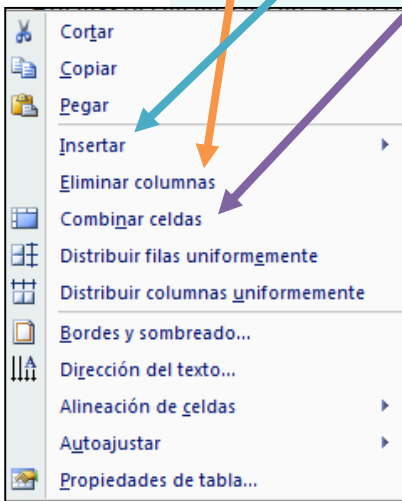 Cortar
Copiar
Pegar
Insertar
Eliminar columnas
Combinar celdas
Distribuir filas uniformemente
Distribuir columnas uniformemente
Bordes y sombreado...
Dirección del texto...
Alineación de celdas
Autoajustar
Propiedades de tabla...